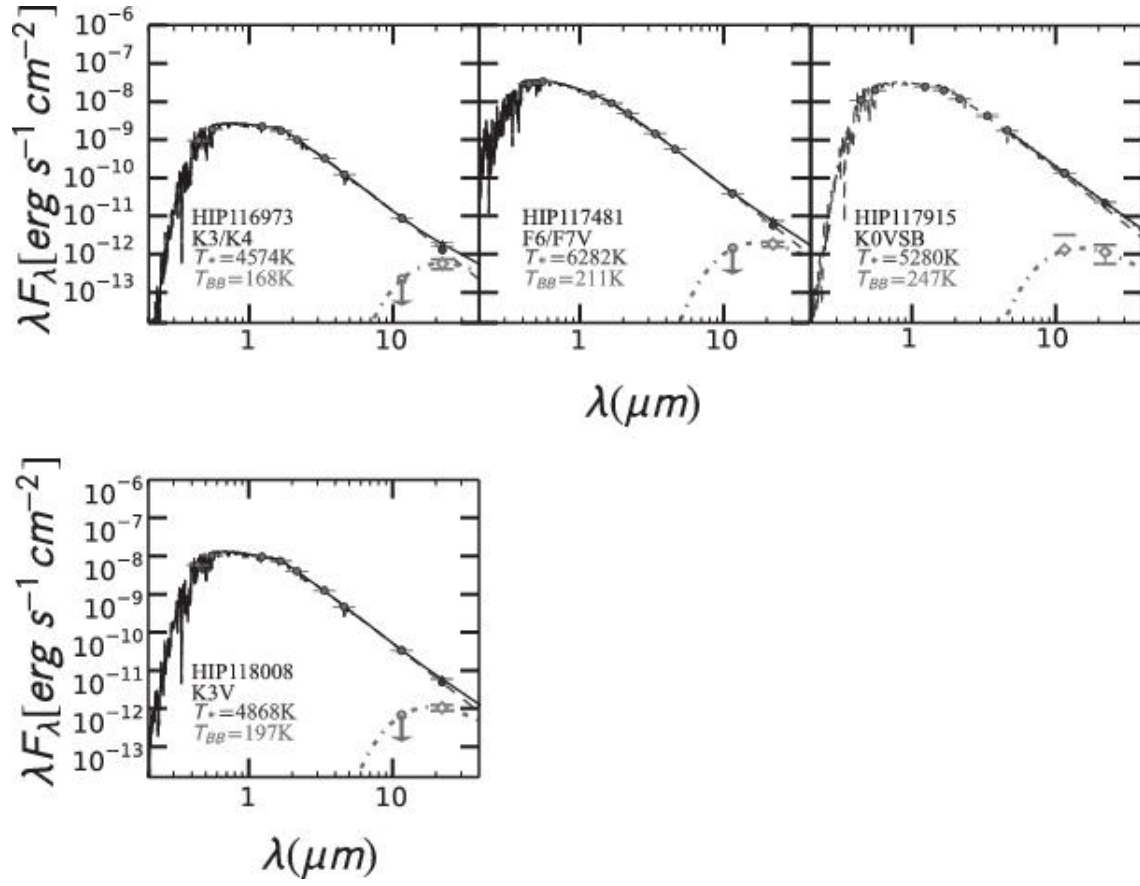 λF_λ[erg s⁻¹ cm⁻²]
10⁻⁶
10⁻⁷
10⁻⁸
10⁻⁹
10⁻¹⁰
10⁻¹¹
10⁻¹²
10⁻¹³
HIP116973
K3/K4
T_*=4574K
T_BB=168K
HIP117481
F6/F7V
T_*=6282K
T_BB=211K
HIP117915
K0VSB
T_*=5280K
T_BB=247K
1 10 1 10 1 10
λ(μm)
λF_λ[erg s⁻¹ cm⁻²]
10⁻⁶
10⁻⁷
10⁻⁸
10⁻⁹
10⁻¹⁰
10⁻¹¹
10⁻¹²
10⁻¹³
HIP118008
K3V
T_*=4868K
T_BB=197K
1 10
λ(μm)